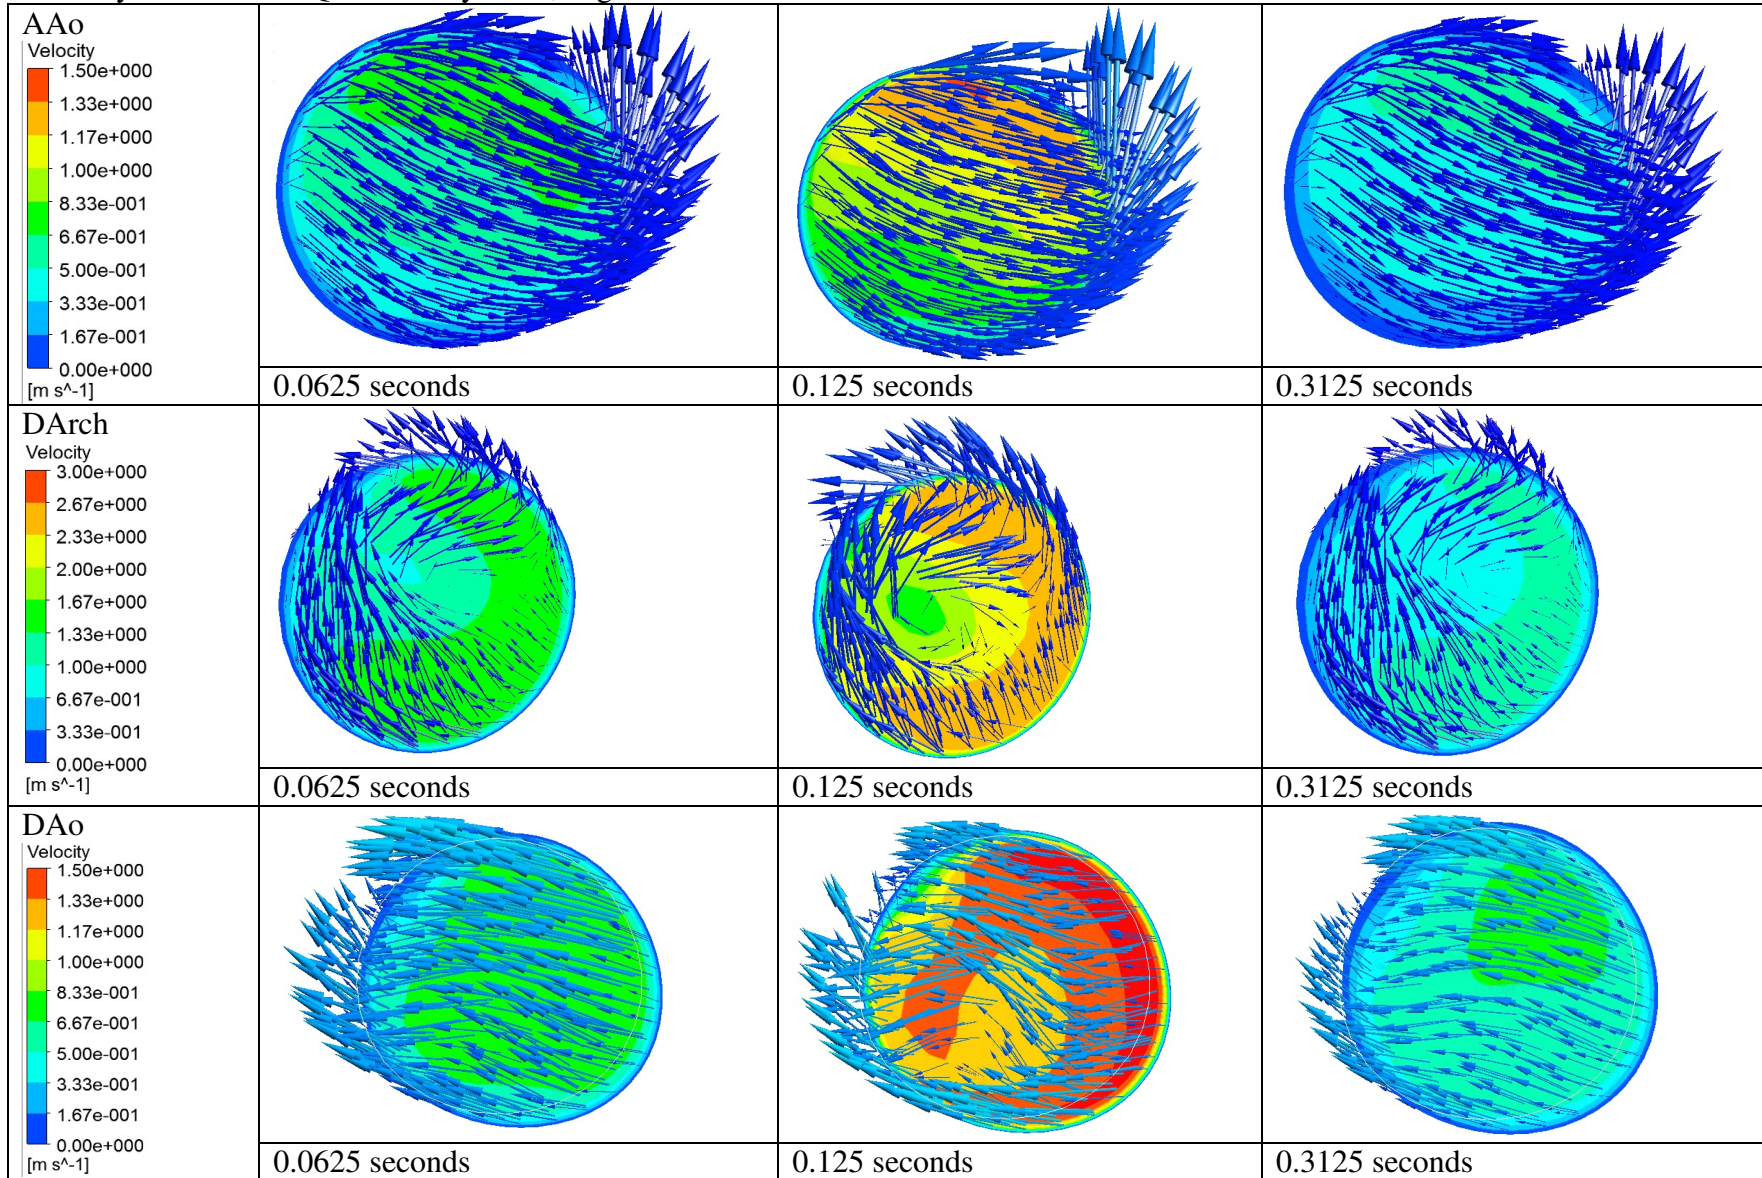 AAo
Velocity
1.50e+000
1.33e+000
1.17e+000
1.00e+000
8.33e-001
6.67e-001
5.00e-001
3.33e-001
1.67e-001
0.00e+000
[m s^-1]
0.0625 seconds
0.125 seconds
0.3125 seconds
DArch
Velocity
3.00e+000
2.67e+000
2.33e+000
2.00e+000
1.67e+000
1.33e+000
1.00e+000
6.67e-001
3.33e-001
0.00e+000
[m s^-1]
0.0625 seconds
0.125 seconds
0.3125 seconds
DAo
Velocity
1.50e+000
1.33e+000
1.17e+000
1.00e+000
8.33e-001
6.67e-001
5.00e-001
3.33e-001
1.67e-001
0.00e+000
[m s^-1]
0.0625 seconds
0.125 seconds
0.3125 seconds